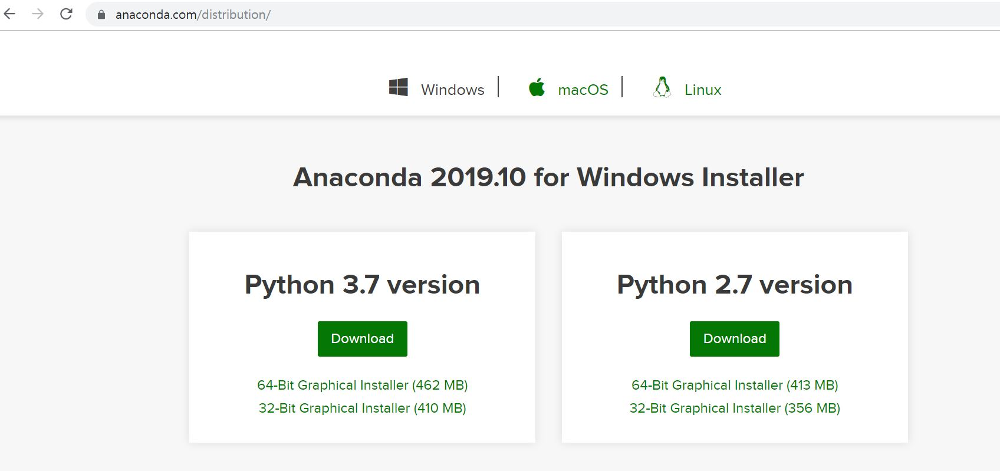 anaconda.com/distribution/
Windows macOS Linux
Anaconda 2019.10 for Windows Installer
Python 3.7 version
Download
64-Bit Graphical Installer (462 MB)
32-Bit Graphical Installer (410 MB)
Python 2.7 version
Download
64-Bit Graphical Installer (413 MB)
32-Bit Graphical Installer (356 MB)